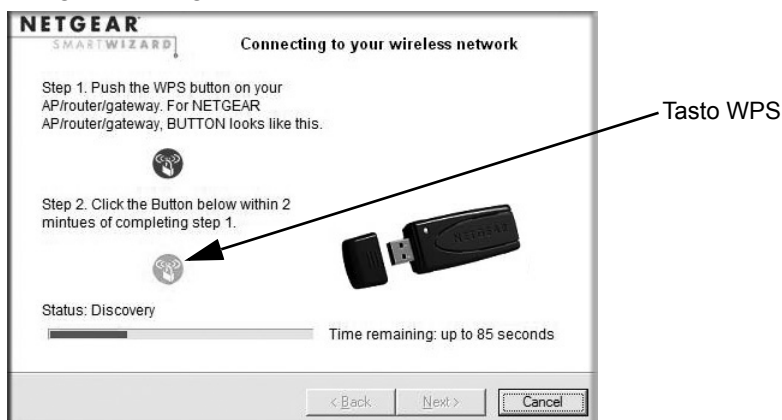 NETGEAR
SMARTWIZARD
Connecting to your wireless network
Step 1. Push the WPS button on your
AP/router/gateway. For NETGEAR
AP/router/gateway, BUTTON looks like this.
Tasto WPS
Step 2. Click the Button below within 2
mintues of completing step 1.
NETGEAR
Status: Discovery
Time remaining: up to 85 seconds
< Back
Next >
Cancel